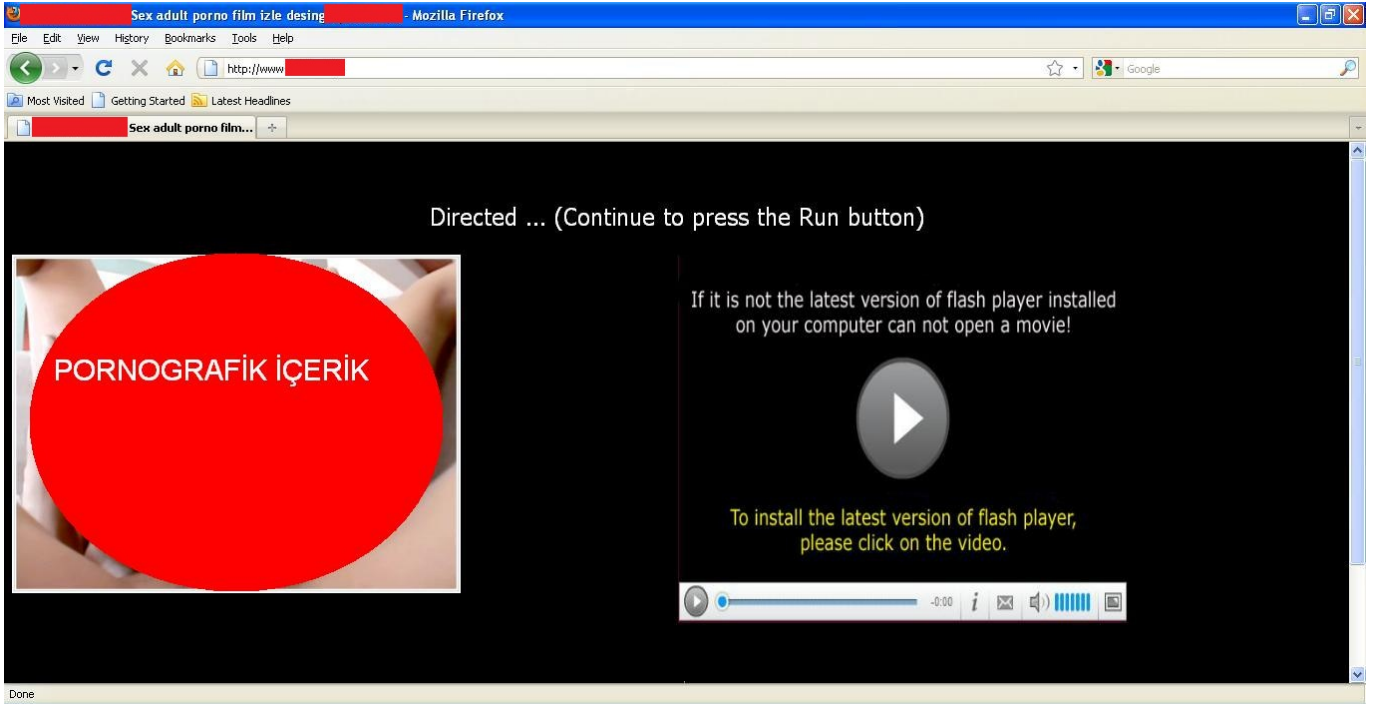 Sex adult porno film izle desing - Mozilla Firefox
File Edit View History Bookmarks Tools Help
http://www
Google
Most Visited Getting Started Latest Headlines
Sex adult porno film...
Directed ... (Continue to press the Run button)
PORNOGRAFİK İÇERİK
If it is not the latest version of flash player installed
on your computer can not open a movie!
To install the latest version of flash player,
please click on the video.
-0:00
Done